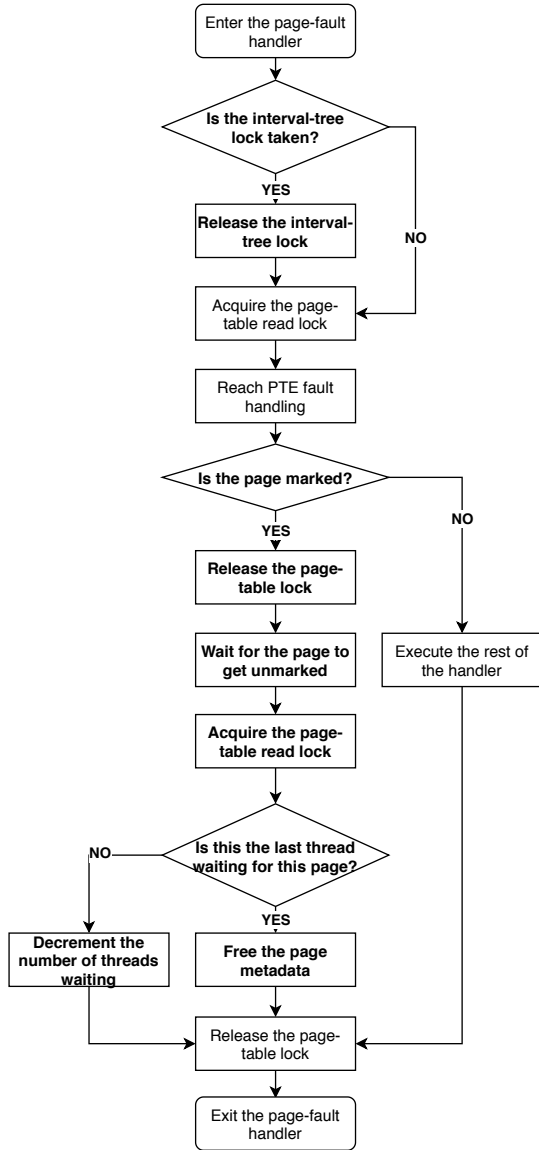 Enter the page-fault
handler
Is the interval-tree
lock taken?
YES
Release the interval-
tree lock
NO
Acquire the page-
table read lock
Reach PTE fault
handling
Is the page marked?
YES
NO
Release the page-
table lock
Wait for the page to
get unmarked
Execute the rest of
the handler
Acquire the page-
table read lock
Is this the last thread
waiting for this page?
NO
YES
Decrement the
number of threads
waiting
Free the page
metadata
Release the page-
table lock
Exit the page-fault
handler